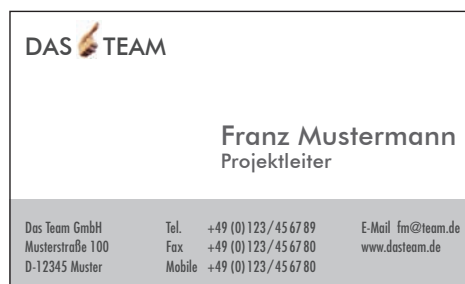 DAS TEAM
Franz Mustermann
Projektleiter
Das Team GmbH
Musterstraße 100
D-12345 Muster
Tel. +49 (0) 123/45 67 89
Fax +49 (0) 123/45 67 80
Mobile +49 (0) 123/45 67 80
E-Mail fm@team.de
www.dasteam.de